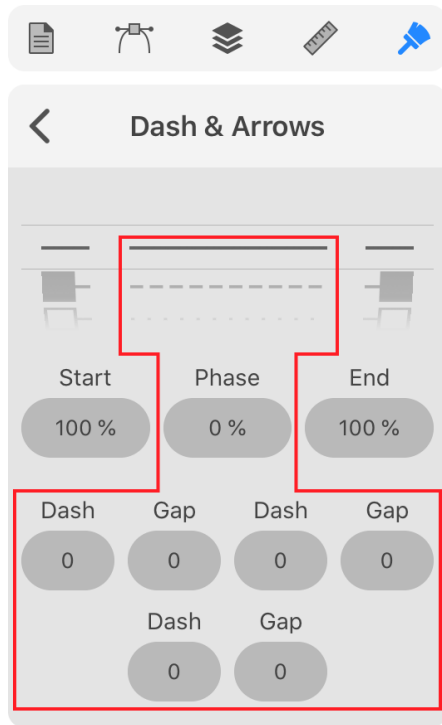 Dash & Arrows
Start Phase End
100 % 0 % 100 %
Dash Gap Dash Gap
0 0 0 0
Dash Gap
0 0